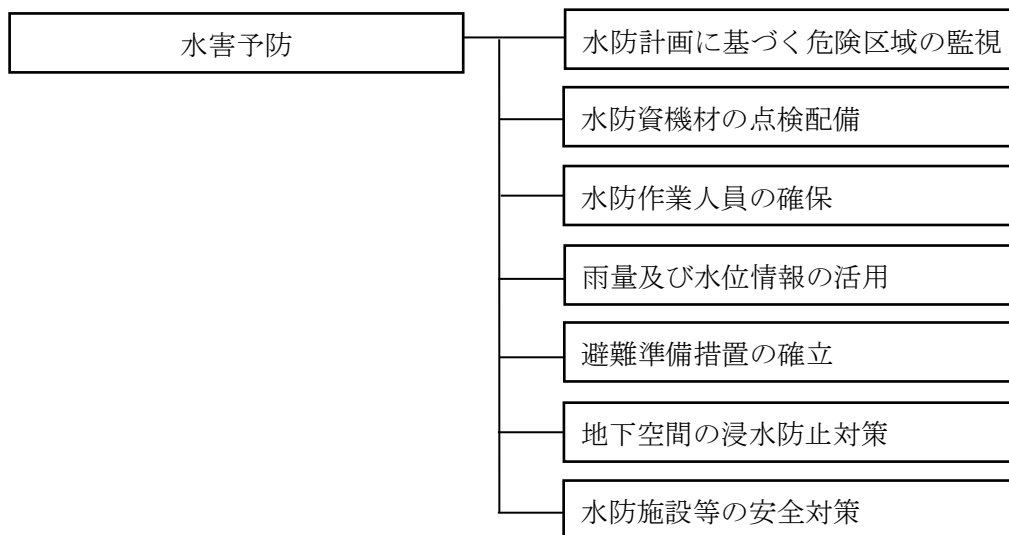 水害予防
水防計画に基づく危険区域の監視
水防資機材の点検配備
水防作業人員の確保
雨量及び水位情報の活用
避難準備措置の確立
地下空間の浸水防止対策
水防施設等の安全対策